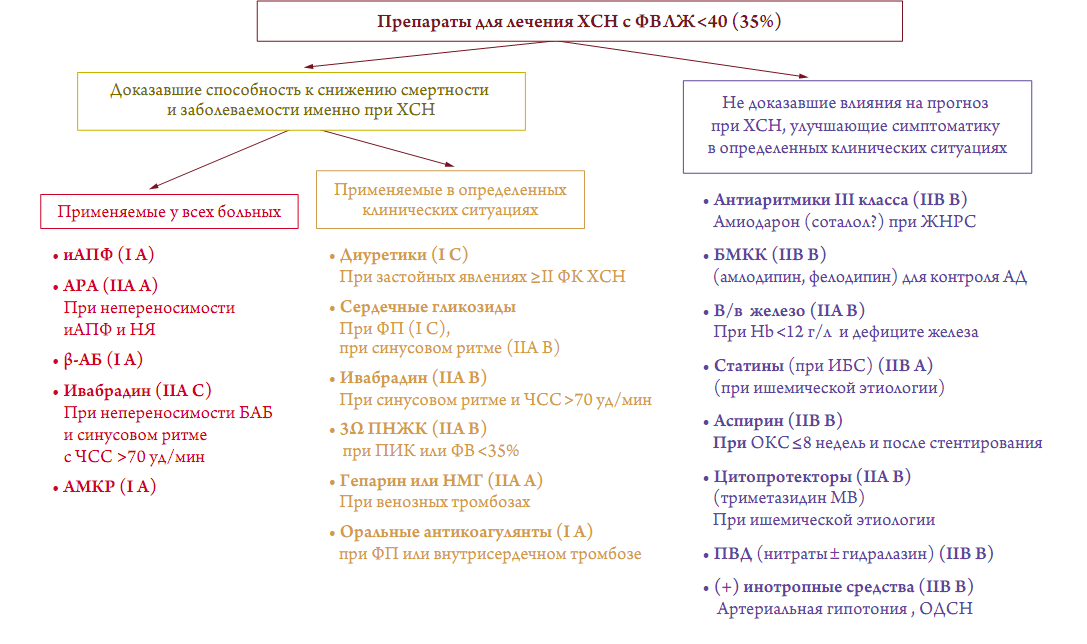 Препараты для лечения ХСН с ФВ ЛЖ<40 (35%)
Доказавшие способность к снижению смертности
и заболеваемости именно при ХСН
Не доказавшие влияния на прогноз
при ХСН, улучшающие симптоматику
в определенных клинических ситуациях
Применяемые у всех больных
• иАПФ (I A)
• АРА (IIA A)
При непереносимости
иАПФ и НЯ
• β-АБ (I A)
• Ивабрадин (IIA C)
При непереносимости БАБ
и синусовом ритме
с ЧСС >70 уд/мин
• АМКР (I A)
Применяемые в определенных
клинических ситуациях
• Диуретики (I C)
При застойных явлениях ≥II ФК ХСН
• Сердечные гликозиды
При ФП (I C),
при синусовом ритме (IIA B)
• Ивабрадин (IIA B)
При синусовом ритме и ЧСС >70 уд/мин
• 3Ω ПНЖК (IIA B)
при ПИК или ФВ <35%
• Гепарин или НМГ (IIA A)
При венозных тромбозах
• Оральные антикоагулянты (I A)
при ФП или внутрисердечном тромбозе
• Антиаритмики III класса (IIB B)
Амиодарон (соталол?) при ЖНРС
• БМКК (IIB B)
(амлодипин, фелодипин) для контроля АД
• В/в железо (IIA B)
При Hb <12 г/л и дефиците железа
• Статины (при ИБС) (IIB A)
(при ишемической этиологии)
• Аспирин (IIB B)
При ОКС ≤8 недель и после стентирования
• Цитопротекторы (IIA B)
(триметазидин МВ)
При ишемической этиологии
• ПВД (нитраты ± гидралазин) (IIB B)
• (+) инотропные средства (IIB B)
Артериальная гипотония , ОДСН